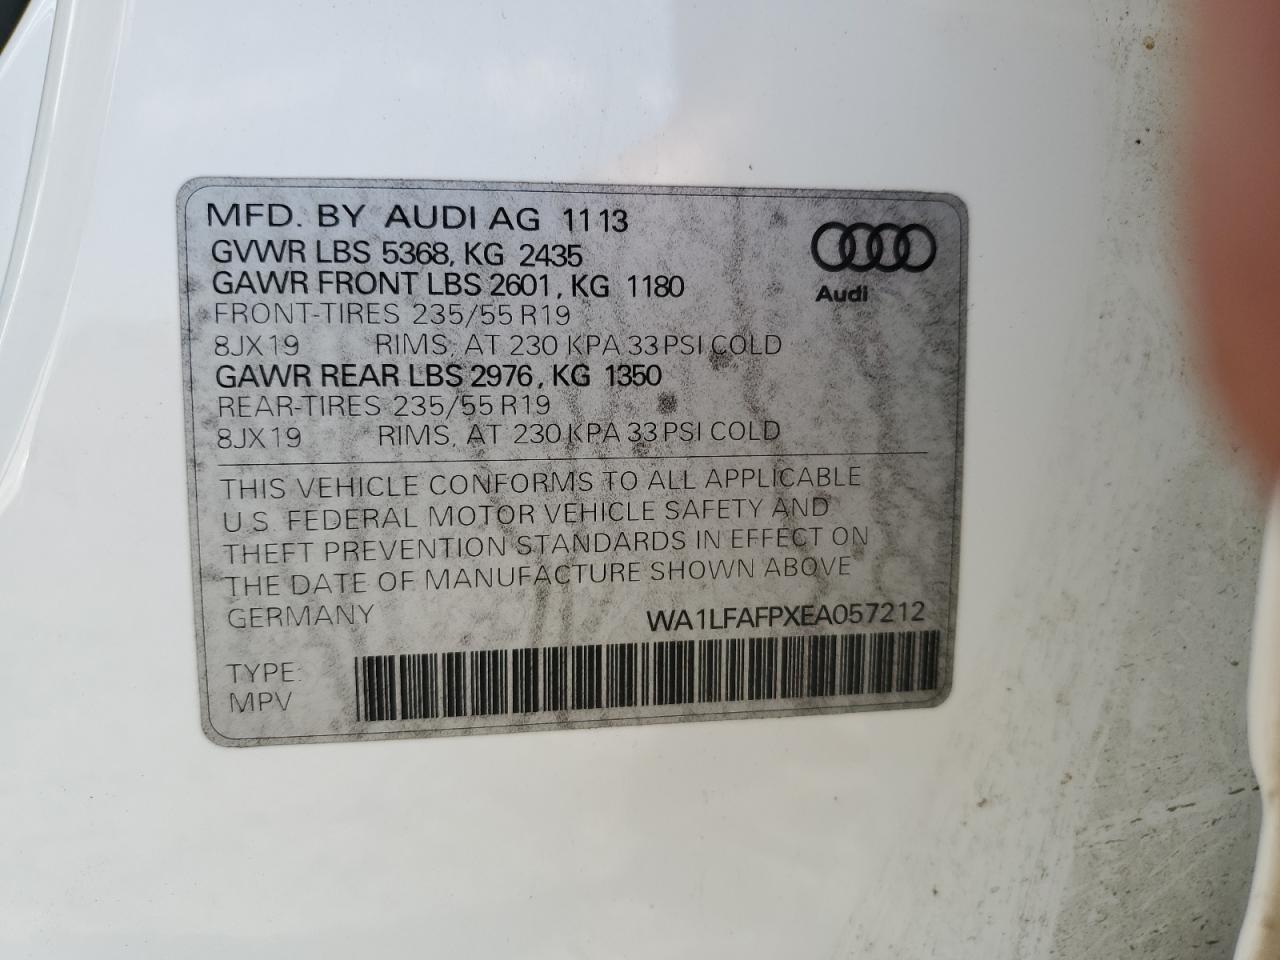 MFD. BY AUDI AG 11 13
GVWR LBS 5368, KG 2435
GAWR FRONT LBS 2601, KG 1180
Audi
FRONT-TIRES 235/55 R19
8JX19 RIMS, AT 230 KPA 33 PSI COLD
GAWR REAR LBS 2976, KG 1350
REAR-TIRES 235/55 R19
8JX19 RIMS, AT 230 KPA 33 PSI COLD
THIS VEHICLE CONFORMS TO ALL APPLICABLE
U.S. FEDERAL MOTOR VEHICLE SAFETY AND
THEFT PREVENTION STANDARDS IN EFFECT ON
THE DATE OF MANUFACTURE SHOWN ABOVE
GERMANY WA1LFAFPXEA057212
TYPE:
MPV